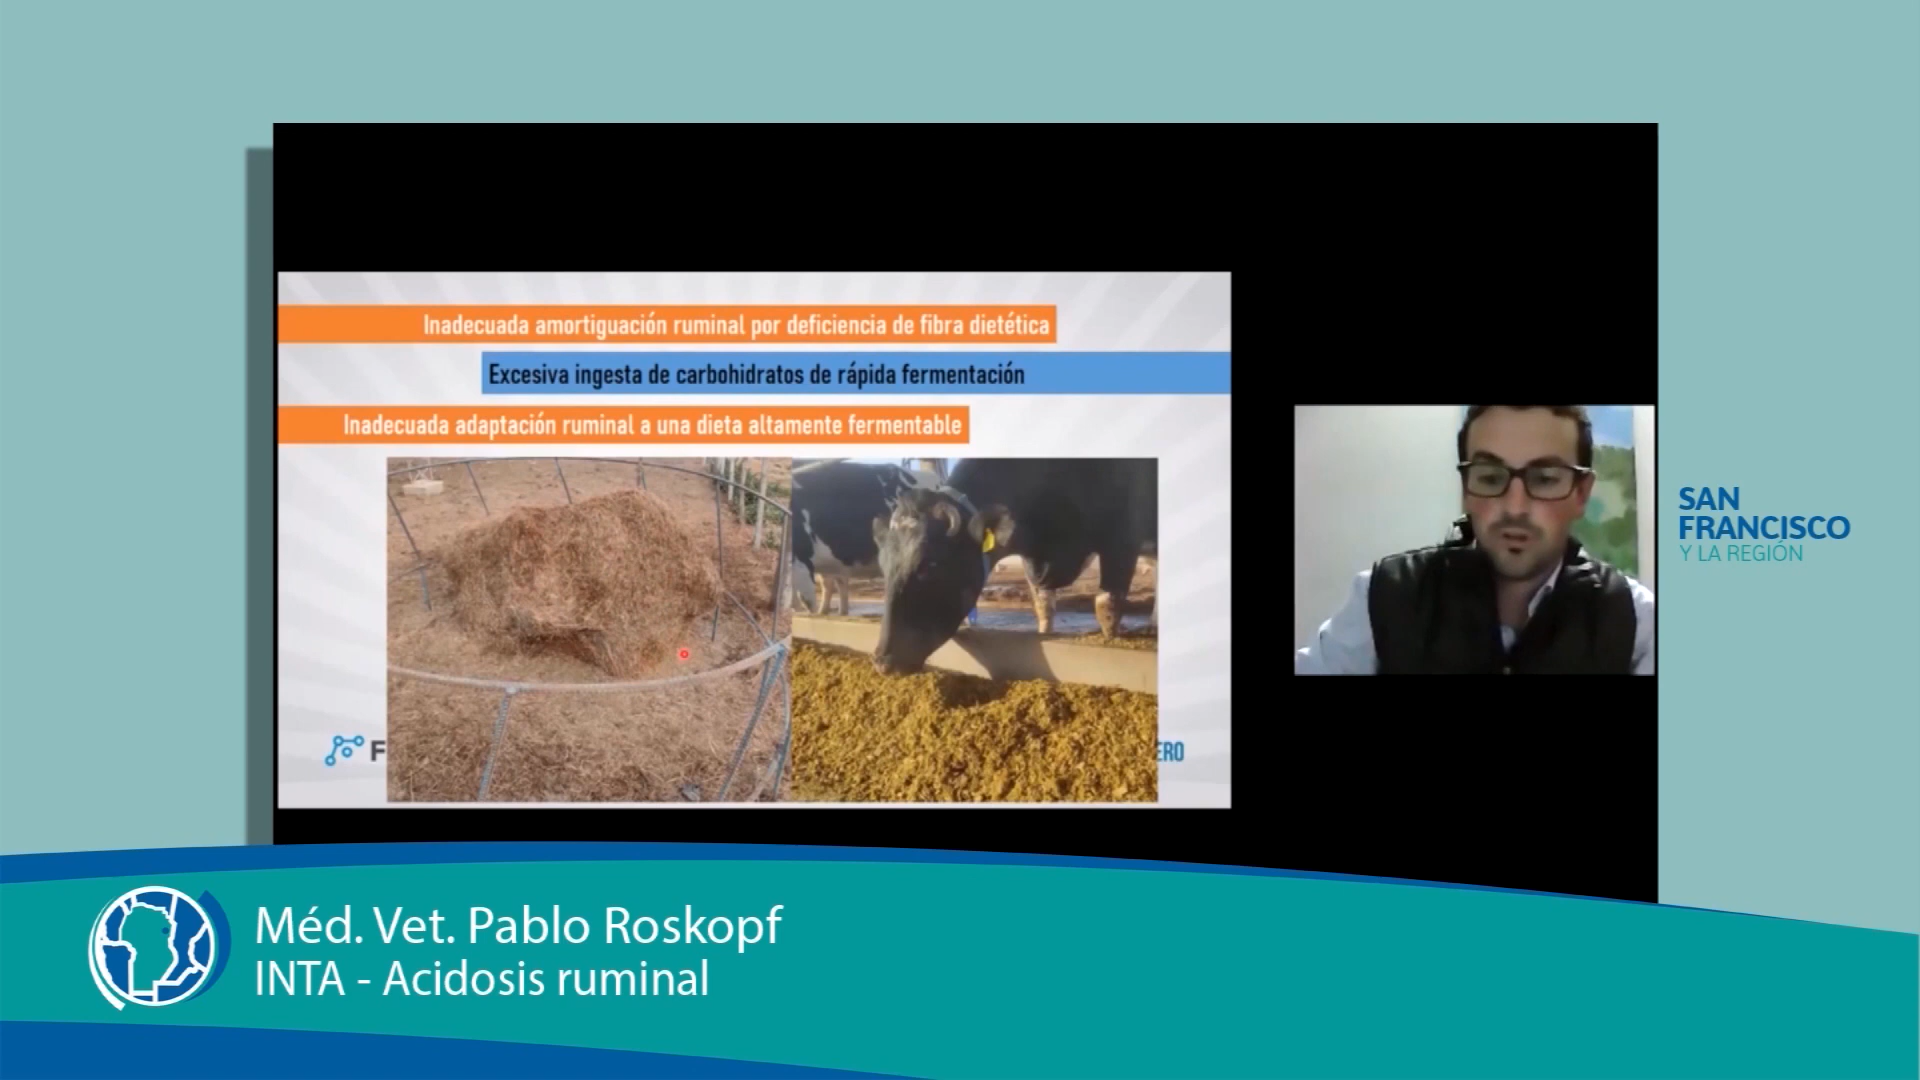 Inadecuada amortiguación ruminal por deficiencia de fibra dietética
Excesiva ingesta de carbohidratos de rápida fermentación
Inadecuada adaptación ruminal a una dieta altamente fermentable
SAN
FRANCISCO
Y LA REGIÓN
Méd. Vet. Pablo Roskopf
INTA - Acidosis ruminal